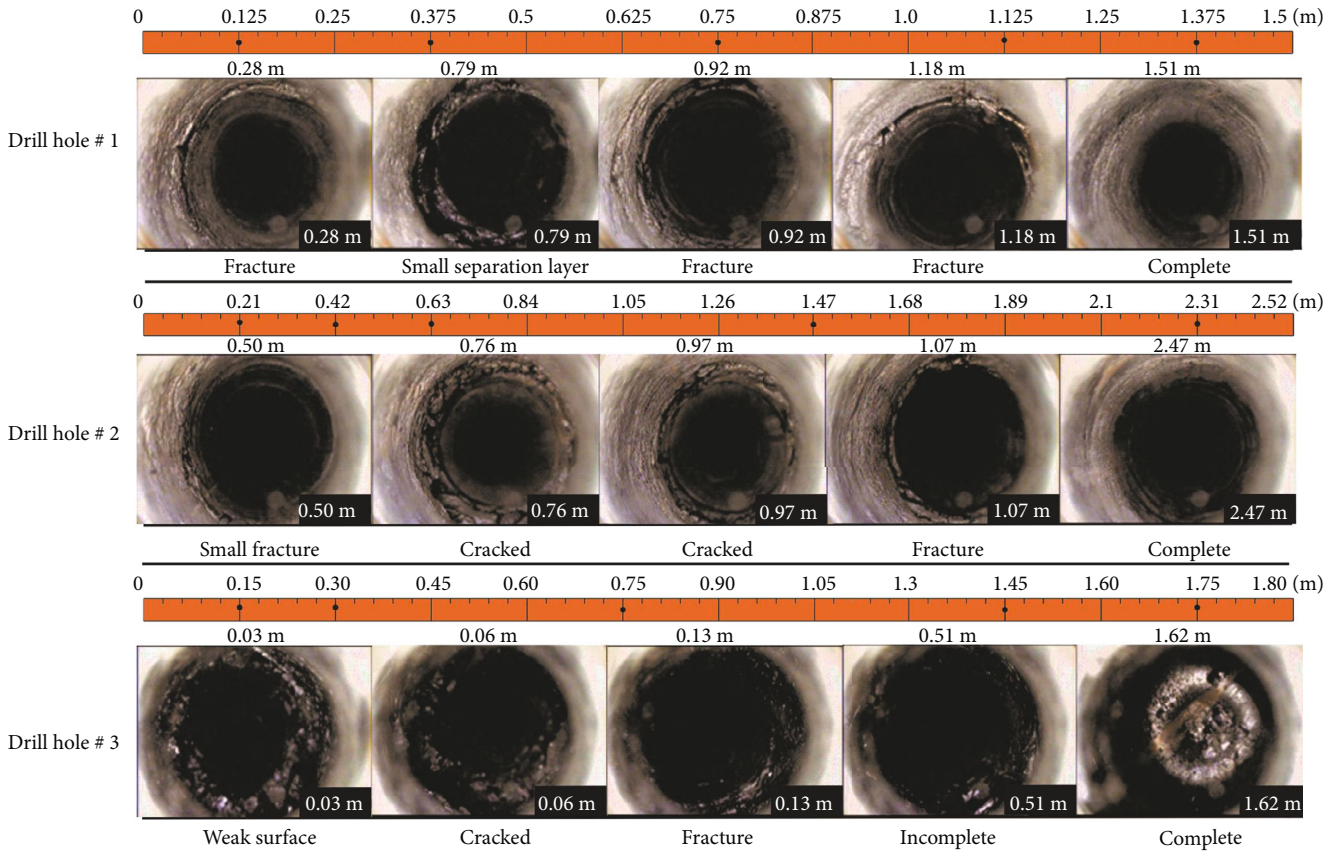 0 0.125 0.25 0.375 0.5 0.625 0.75 0.875 1.0 1.125 1.25 1.375 1.5 (m)
0.28 m 0.79 m 0.92 m 1.18 m 1.51 m
Drill hole # 1
0.28 m 0.79 m 0.92 m 1.18 m 1.51 m
Fracture Small separation layer Fracture Fracture Complete
0 0.21 0.42 0.63 0.84 1.05 1.26 1.47 1.68 1.89 2.1 2.31 2.52 (m)
0.50 m 0.76 m 0.97 m 1.07 m 2.47 m
Drill hole # 2
0.50 m 0.76 m 0.97 m 1.07 m 2.47 m
Small fracture Cracked Cracked Fracture Complete
0 0.15 0.30 0.45 0.60 0.75 0.90 1.05 1.3 1.45 1.60 1.75 1.80 (m)
0.03 m 0.06 m 0.13 m 0.51 m 1.62 m
Drill hole # 3
0.03 m 0.06 m 0.13 m 0.51 m 1.62 m
Weak surface Cracked Fracture Incomplete Complete